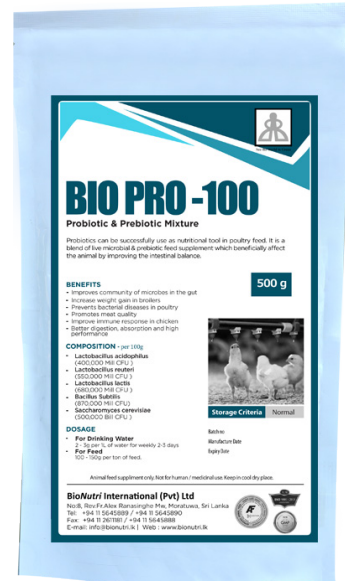 BIO PRO -100
Probiotic & Prebiotic Mixture
Probiotics can be successfully use as nutritional tool in poultry feed. It is a
blend of live microbial & prebiotic feed supplement which beneficially affect
the animal by improving the intestinal balance.
BENEFITS
- Improves community of microbes in the gut
- Increase weight gain in broilers
- Prevents bacterial diseases in poultry
- Promotes meat quality
- Improve immune response in chicken
- Better digestion, absorption and high
performance
500 g
COMPOSITION - per 100g
- Lactobacillus acidophilus
(400,000 Mill CFU )
- Lactobacillus reuteri
(550,000 Mill CFU )
- Lactobacillus lactis
(680,000 Mill CFU )
- Bacillus Subtilis
(870,000 Mill CFU)
- Saccharomyces cerevisiae
(500,000 Bill CFU )
Storage Criteria Normal
DOSAGE
- For Drinking Water
2 - 3g per 1L of water for weekly 2-3 days
- For Feed
100 - 150g per ton of feed.
Batch no
Manufacture Date
Expiry Date
Animal feed suppliment only. Not for human / medicinal use. Keep in cool dry place.
BioNutri International (Pvt) Ltd
No:8, Rev.Fr.Alex Ranasinghe Mw, Moratuwa, Sri Lanka
Tel: +94 11 5645889 / +94 11 5645890
Fax: +94 11 2611181 / +94 11 5645888
E-mail: info@bionutri.lk | Web : www.bionutri.lk
GMP